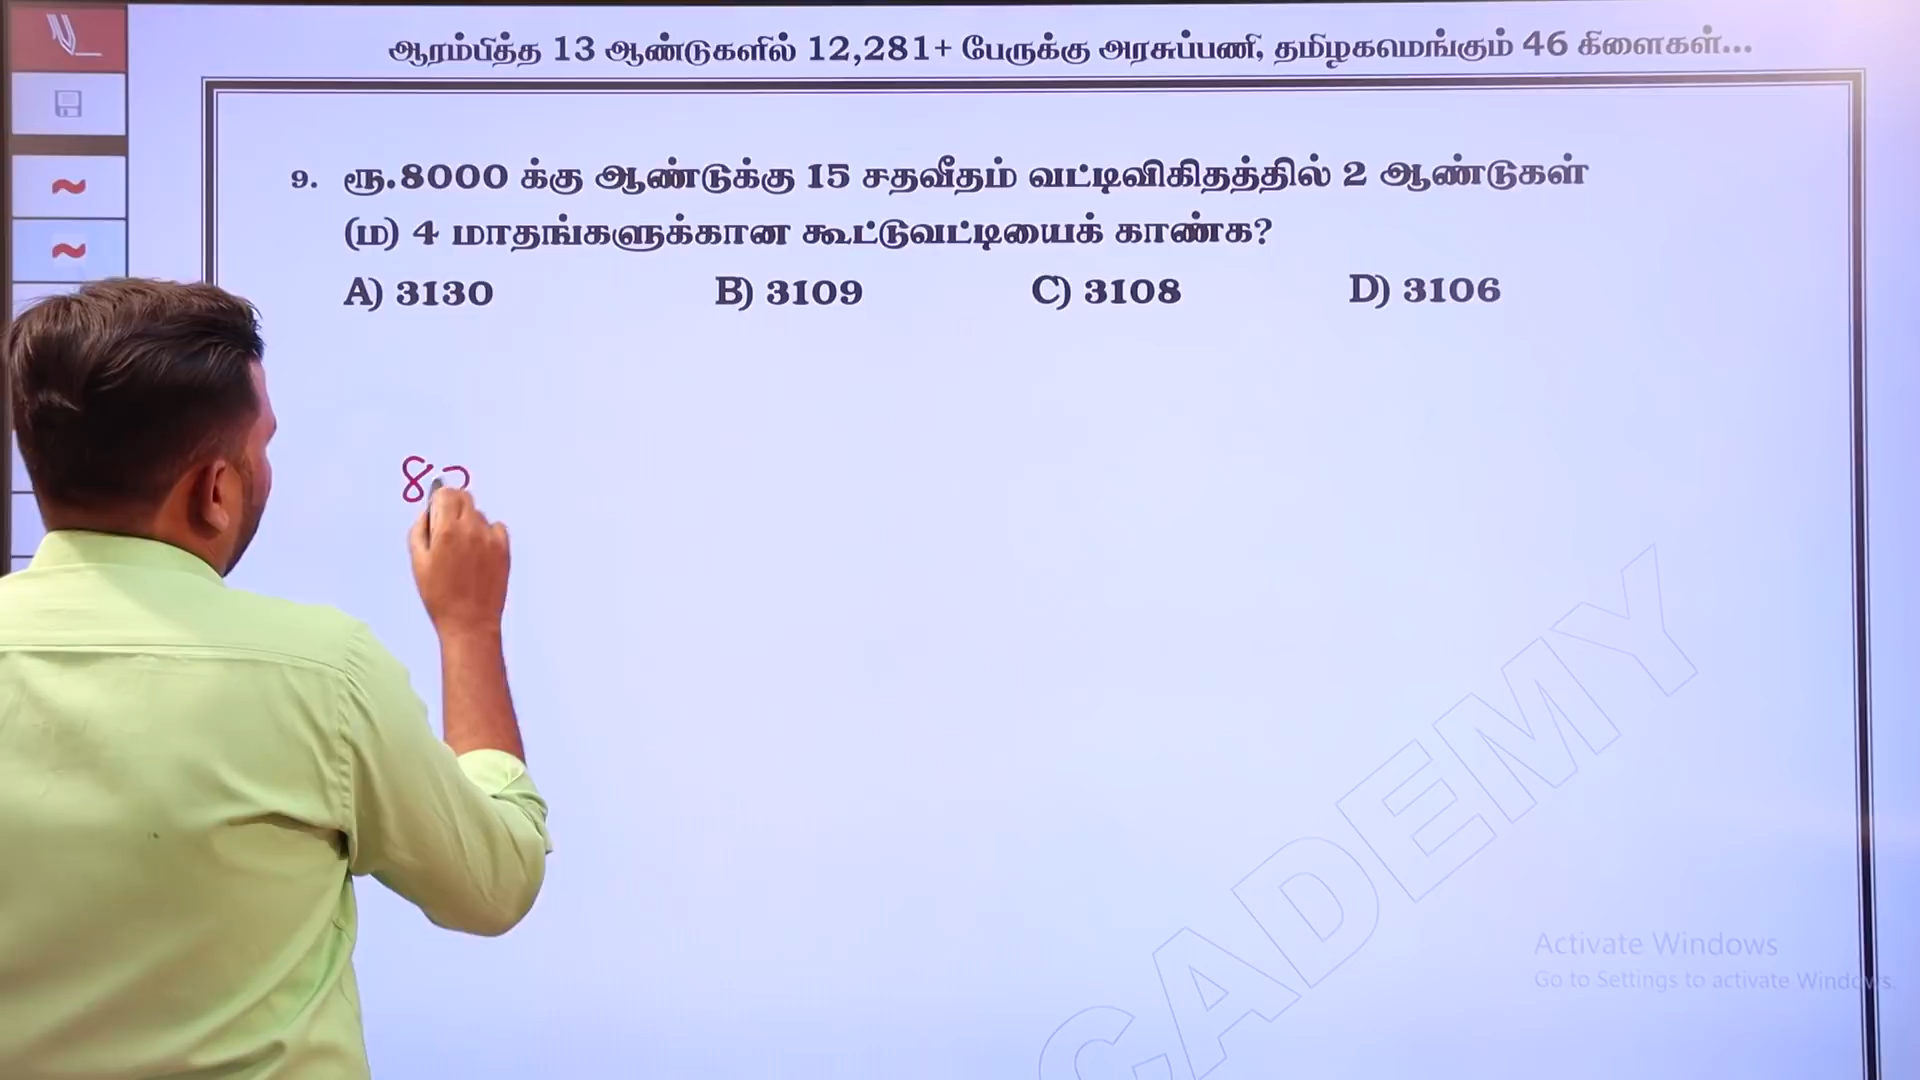 ஆரம்பித்த 13 ஆண்டுகளில் 12,281+ பேருக்கு அரசுப்பணி, தமிழகமெங்கும் 46 கிளைகள்...
9. ரூ.8000 க்கு ஆண்டுக்கு 15 சதவீதம் வட்டிவிகிதத்தில் 2 ஆண்டுகள்
(ம) 4 மாதங்களுக்கான கூட்டுவட்டியைக் காண்க?
A) 3130 B) 3109 C) 3108 D) 3106
8
CADEMY
Activate Windows
Go to Settings to activate Windows.